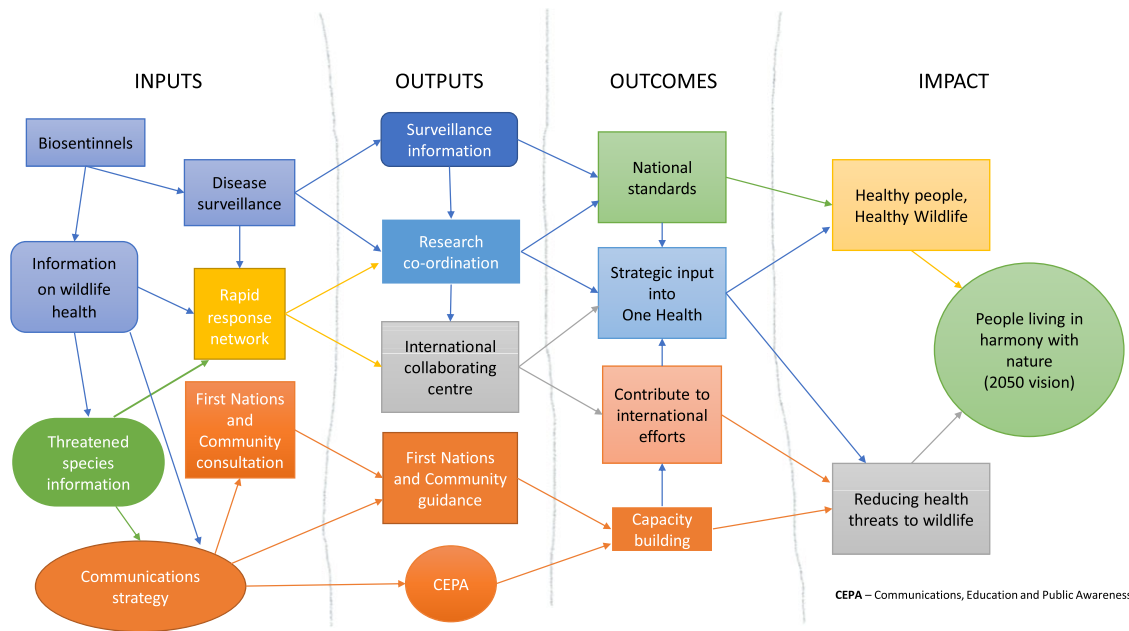 INPUTS
OUTPUTS
OUTCOMES
IMPACT
Biosentinnels
Disease
surveillance
Information
on wildlife
health
Rapid
response
network
Threatened
species
information
First Nations
and
Community
consultation
Communications
strategy
Surveillance
information
Research
co-ordination
International
collaborating
centre
First Nations
and Community
guidance
CEPA
National
standards
Strategic input
into
One Health
Contribute to
international
efforts
Capacity
building
Healthy people,
Healthy Wildlife
People living in
harmony with
nature
(2050 vision)
Reducing health
threats to wildlife
CEPA – Communications, Education and Public Awareness